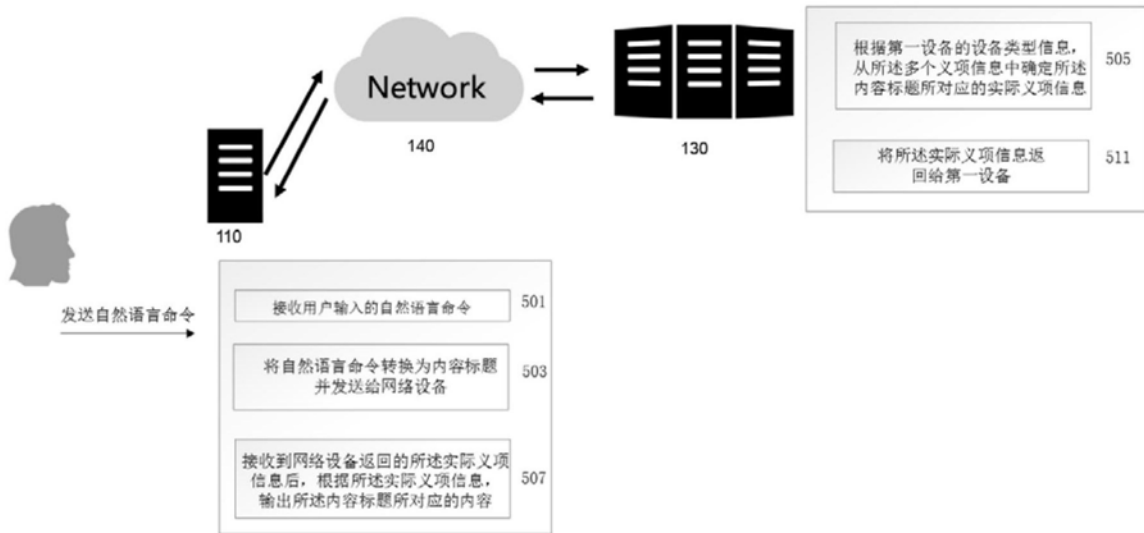 根据第一设备的设备类型信息，
从所述多个义项信息中确定所述
内容标题所对应的实际义项信息
505
将所述实际义项信息返
回给第一设备
511
Network
140
130
110
发送自然语言命令
接收用户输入的自然语言命令
501
将自然语言命令转换为内容标题
并发送给网络设备
503
接收到网络设备返回的所述实际义项
信息后，根据所述实际义项信息，
输出所述内容标题所对应的内容
507